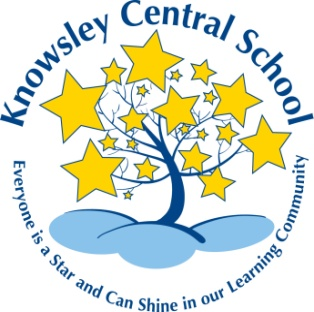 Knowsley Central School
Everyone is a Star and Can Shine in our Learning Community